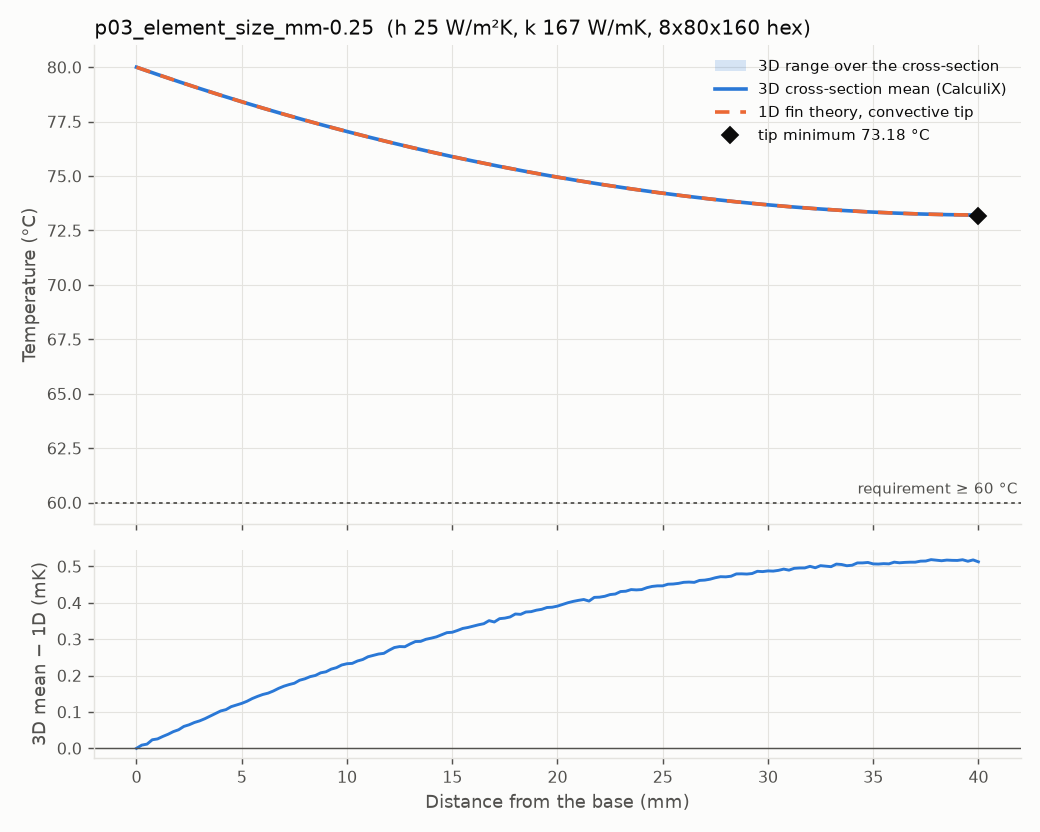 p03_element_size_mm-0.25 (h 25 W/m²K, k 167 W/mK, 8x80x160 hex)
3D range over the cross-section
3D cross-section mean (CalculiX)
1D fin theory, convective tip
tip minimum 73.18 °C
Temperature (°C)
80.0
77.5
75.0
72.5
70.0
67.5
65.0
62.5
60.0
requirement ≥ 60 °C
3D mean − 1D (mK)
0.5
0.4
0.3
0.2
0.1
0.0
0 5 10 15 20 25 30 35 40
Distance from the base (mm)